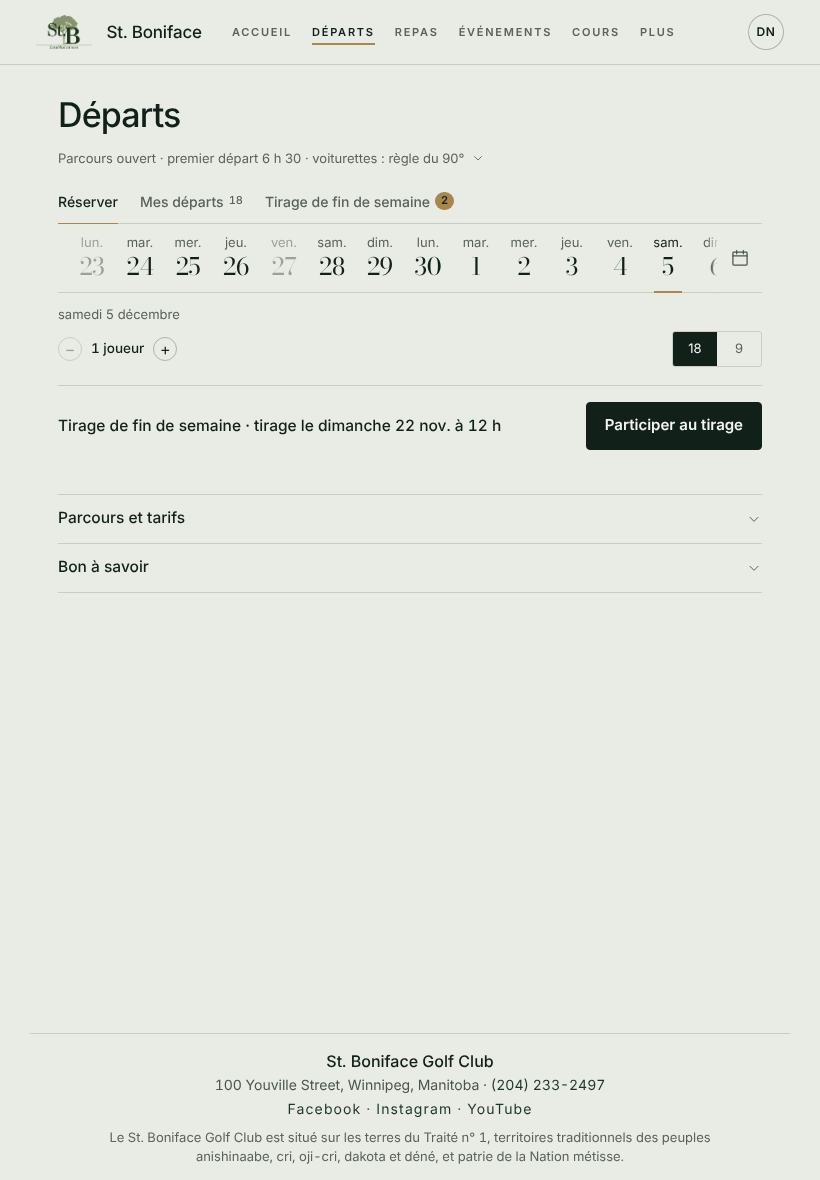 St.B
St. Boniface
ACCUEIL
DÉPARTS
REPAS
ÉVÉNEMENTS
COURS
PLUS
DN
Départs
Parcours ouvert · premier départ 6 h 30 · voiturettes : règle du 90°
Réserver
Mes départs 18
Tirage de fin de semaine 2
lun. mar. mer. jeu. ven. sam. dim. lun. mar. mer. jeu. ven. sam.
23 24 25 26 27 28 29 30 1 2 3 4 5
samedi 5 décembre
− 1 joueur +
18 9
Tirage de fin de semaine · tirage le dimanche 22 nov. à 12 h
Participer au tirage
Parcours et tarifs
Bon à savoir
St. Boniface Golf Club
100 Youville Street, Winnipeg, Manitoba · (204) 233-2497
Facebook · Instagram · YouTube
Le St. Boniface Golf Club est situé sur les terres du Traité n° 1, territoires traditionnels des peuples
anishinaabe, cri, oji-cri, dakota et déné, et patrie de la Nation métisse.